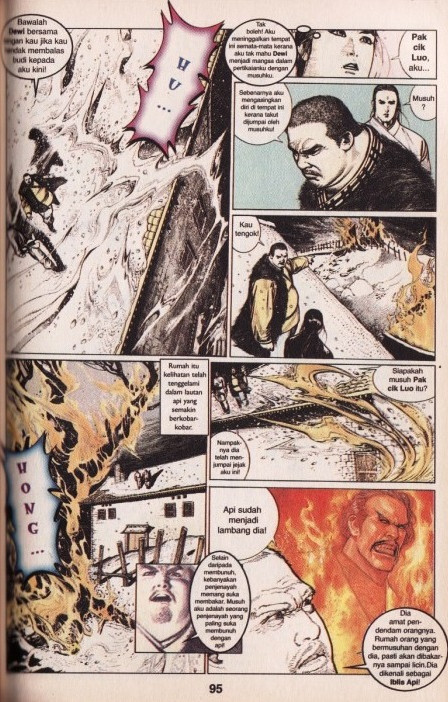 Bawalah
Dewi bersama
dengan kau jika kau
hendak membalas
budi kepada
aku kini!
HU...
Tak
boleh! Aku
meninggalkan tempat
ini semata-mata kerana
aku tak mahu Dewi
menjadi mangsa dalam
pertikaian dengan
musuhku.
Pak
cik Luo,
aku...
Sebenarnya aku
mengasingkan
diri di tempat ini
kerana takut
dijumpai oleh
musuhku!
Musuh
?
Kau
tengok!
Rumah itu
kelihatan telah
tenggelami
dalam lautan
api yang
semakin
berkobar-
kobar.
HONG...
Siapakah
musuh Pak
cik Luo itu?
Nampak-
nya dia
telah men-
jumpai jejak
aku ini!
Api sudah
menjadi
lambang dia!
Selain
daripada
membunuh,
kebanyakan
penjenayah
memang suka
membakar. Musuh
aku adalah seorang
penjenayah yang
paling suka
membunuh
dengan
api!
Dia
amat pen-
dendam orangnya.
Rumah orang yang
bermusuhan dengan
dia, pasti akan dibakar-
nya sampai licin.Dia
dikenali sebagai
Iblis Api!
95